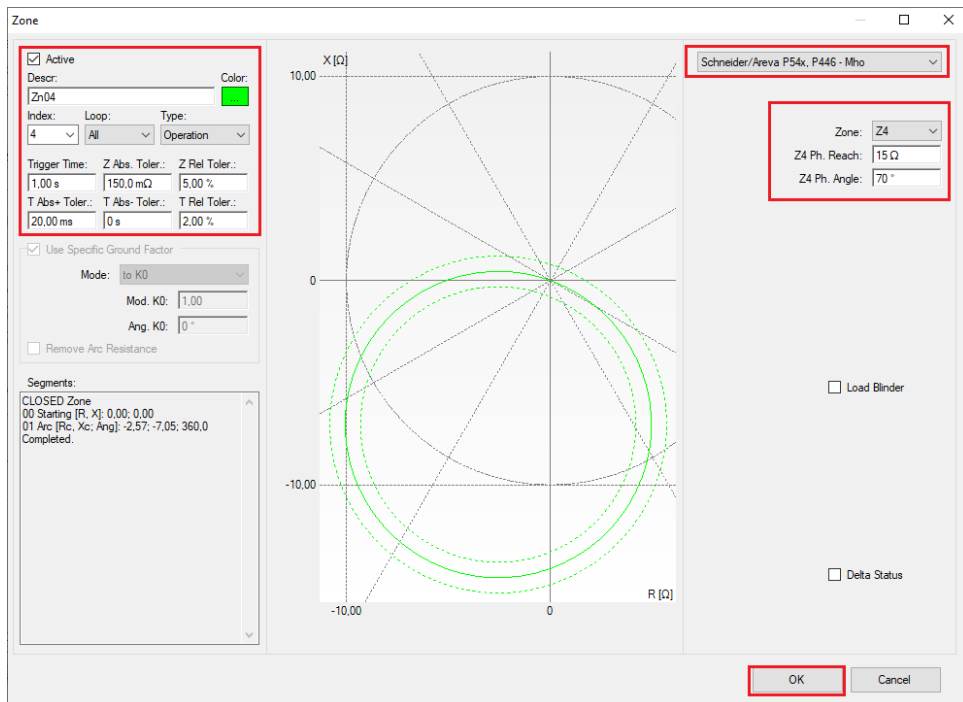 Zone
Active
Descr:
Color:
Zn04
...
Index:
Loop:
Type:
4
All
Operation
Trigger Time:
Z Abs. Toler.:
Z Rel Toler.:
1,00 s
150,0 mΩ
5,00 %
T Abs+ Toler.:
T Abs- Toler.:
T Rel Toler.:
20,00 ms
0 s
2,00 %
Use Specific Ground Factor
Mode:
to K0
Mod. K0:
1,00
Ang. K0:
0 °
Remove Arc Resistance
Segments:
CLOSED Zone
00 Starting [R, X]: 0,00; 0,00
01 Arc [Rc, Xc; Ang]: -2,57; -7,05; 360,0
Completed.
X [Ω]
10,00
0
-10,00
R [Ω]
-10,00
0
Schneider/Areva P54x, P446 - Mho
Zone:
Z4
Z4 Ph. Reach:
15 Ω
Z4 Ph. Angle:
70 °
Load Blinder
Delta Status
OK
Cancel